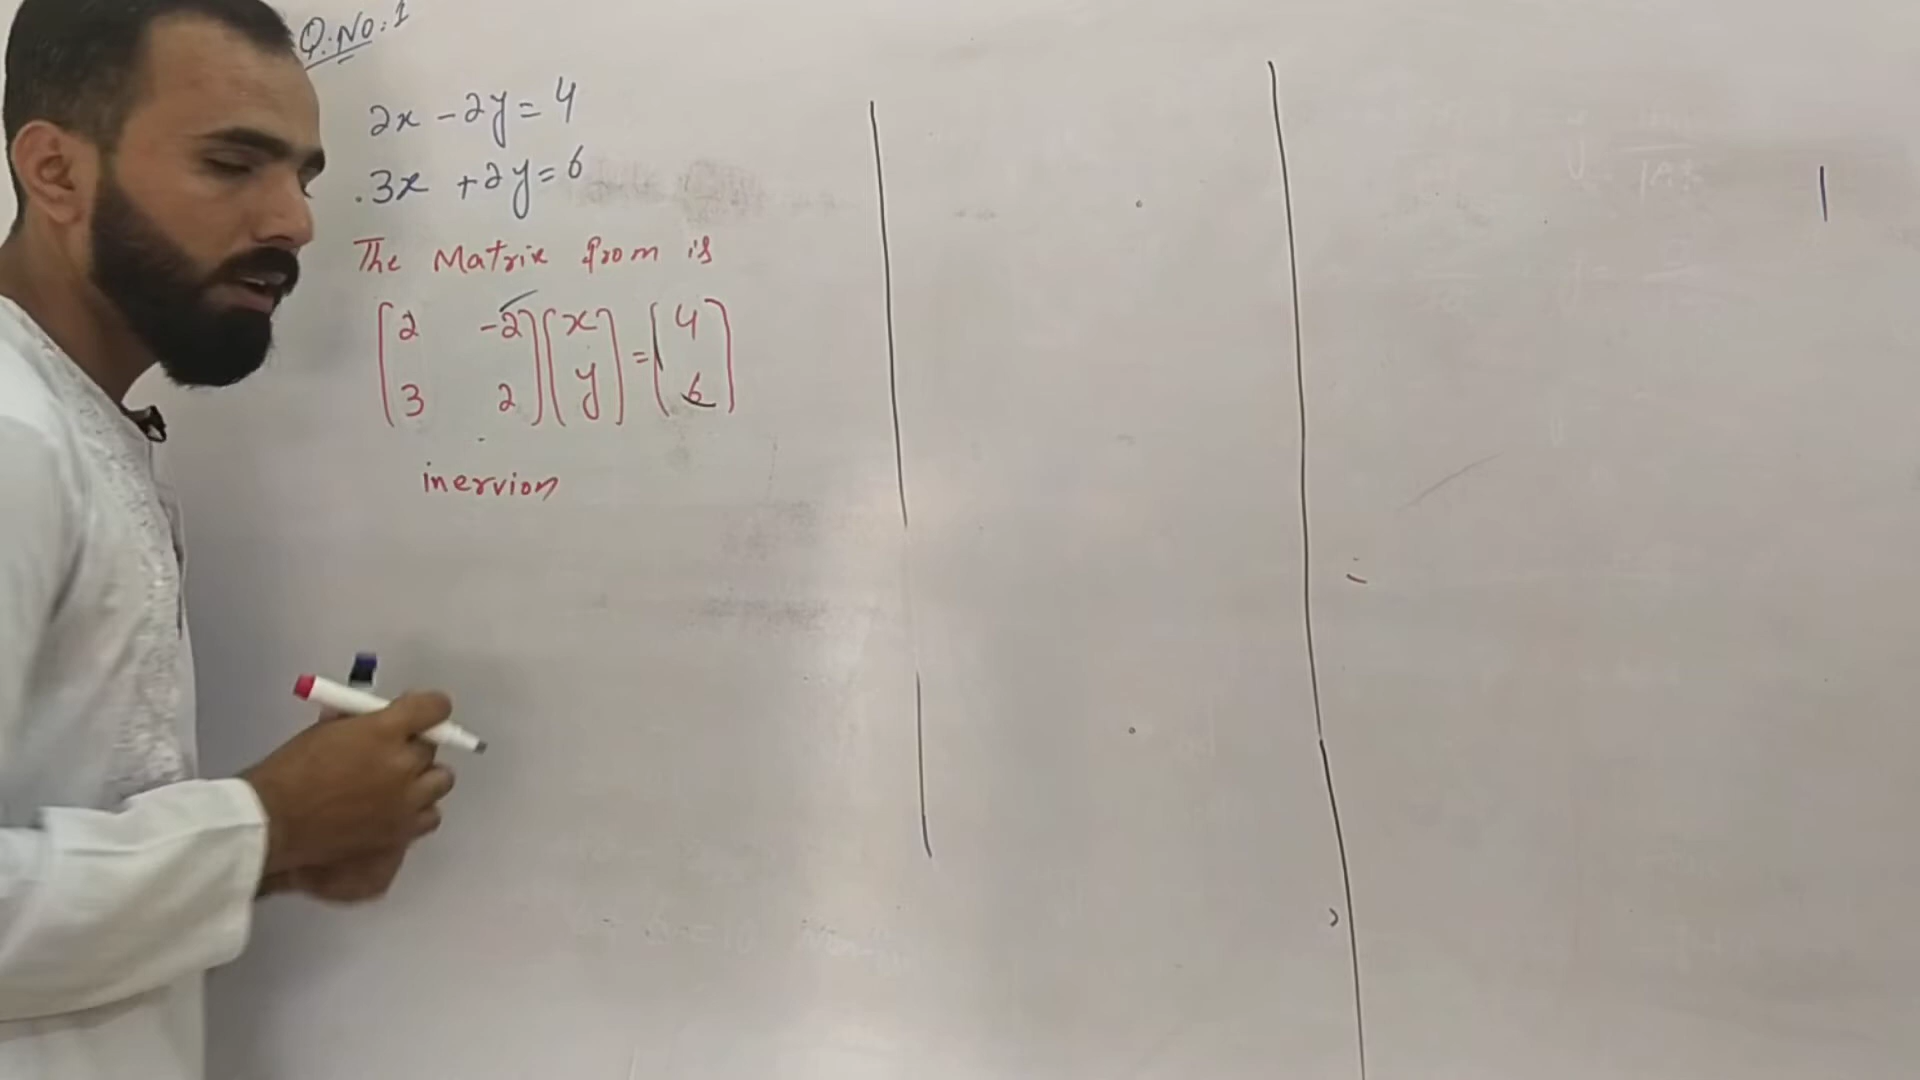 Q.No:1
2x - 2y = 4
.3x + 2y = 6
The Matrix from is
[2 -2] [x] = [4]
[3 2] [y] [6]
inervion